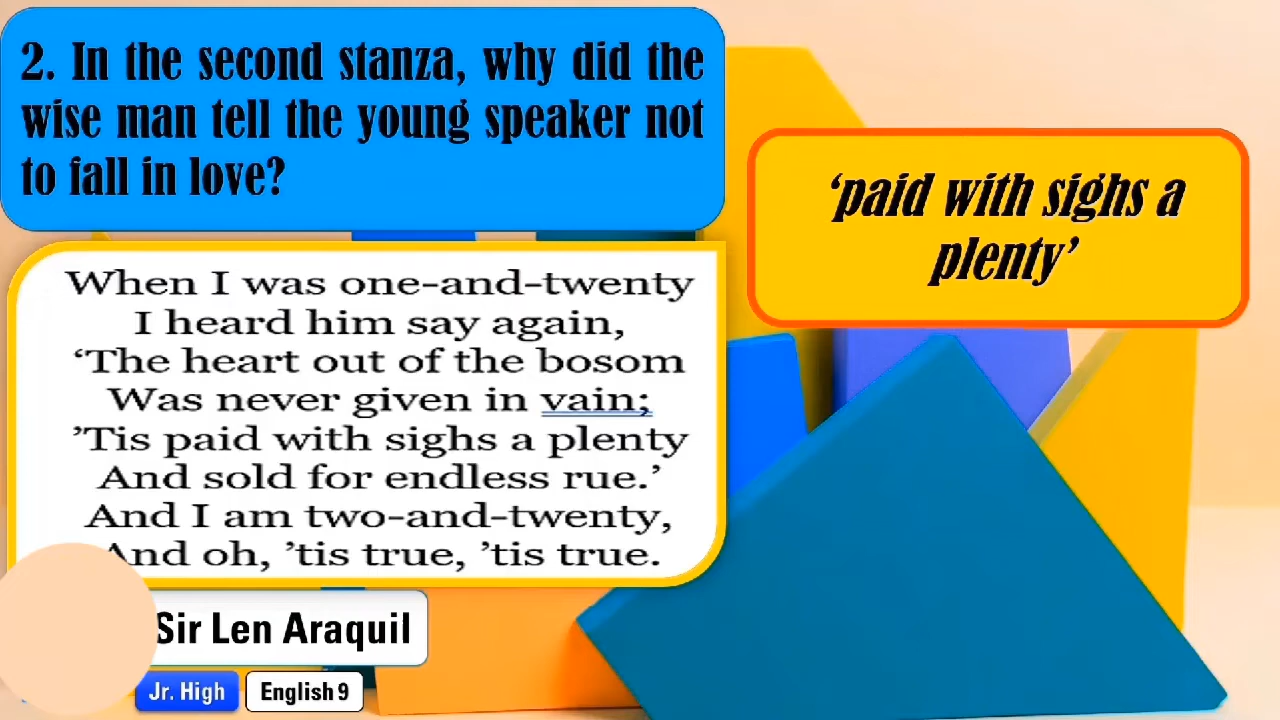 2. In the second stanza, why did the
wise man tell the young speaker not
to fall in love?
‘paid with sighs a
plenty’
When I was one-and-twenty
I heard him say again,
‘The heart out of the bosom
Was never given in vain;
’Tis paid with sighs a plenty
And sold for endless rue.’
And I am two-and-twenty,
And oh, ’tis true, ’tis true.
Sir Len Araquil
Jr. High
English 9